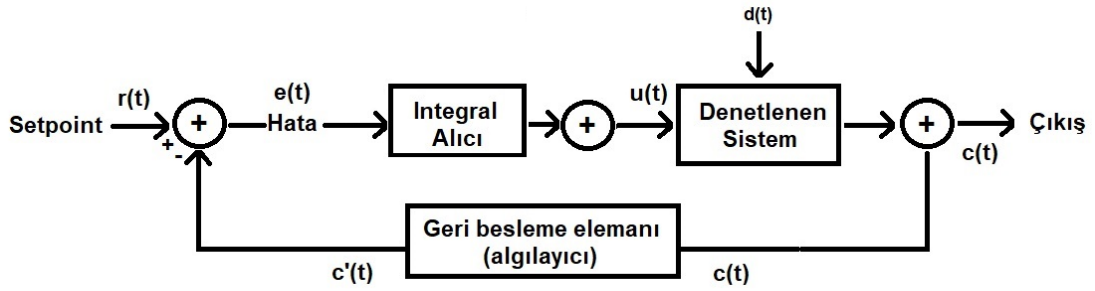 d(t)
Setpoint
r(t)
+
+
-
e(t)
Hata
Integral
Alıcı
+
u(t)
Denetlenen
Sistem
+
Çıkış
c(t)
Geri besleme elemanı
(algılayıcı)
c'(t)
c(t)